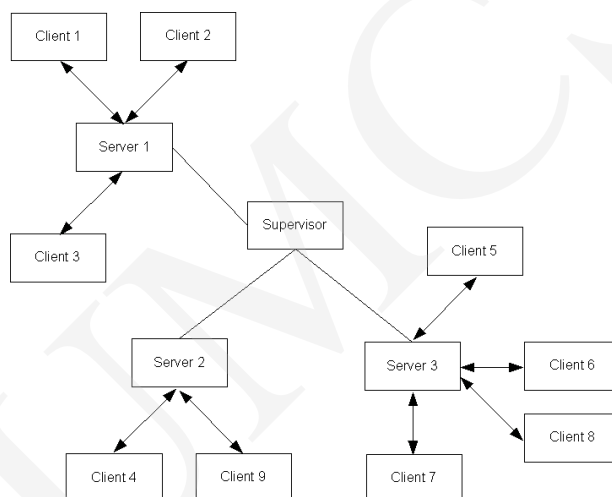 Client 1
Client 2
Server 1
Client 3
Supervisor
Client 5
Server 2
Server 3
Client 6
Client 8
Client 4
Client 9
Client 7
UMCS